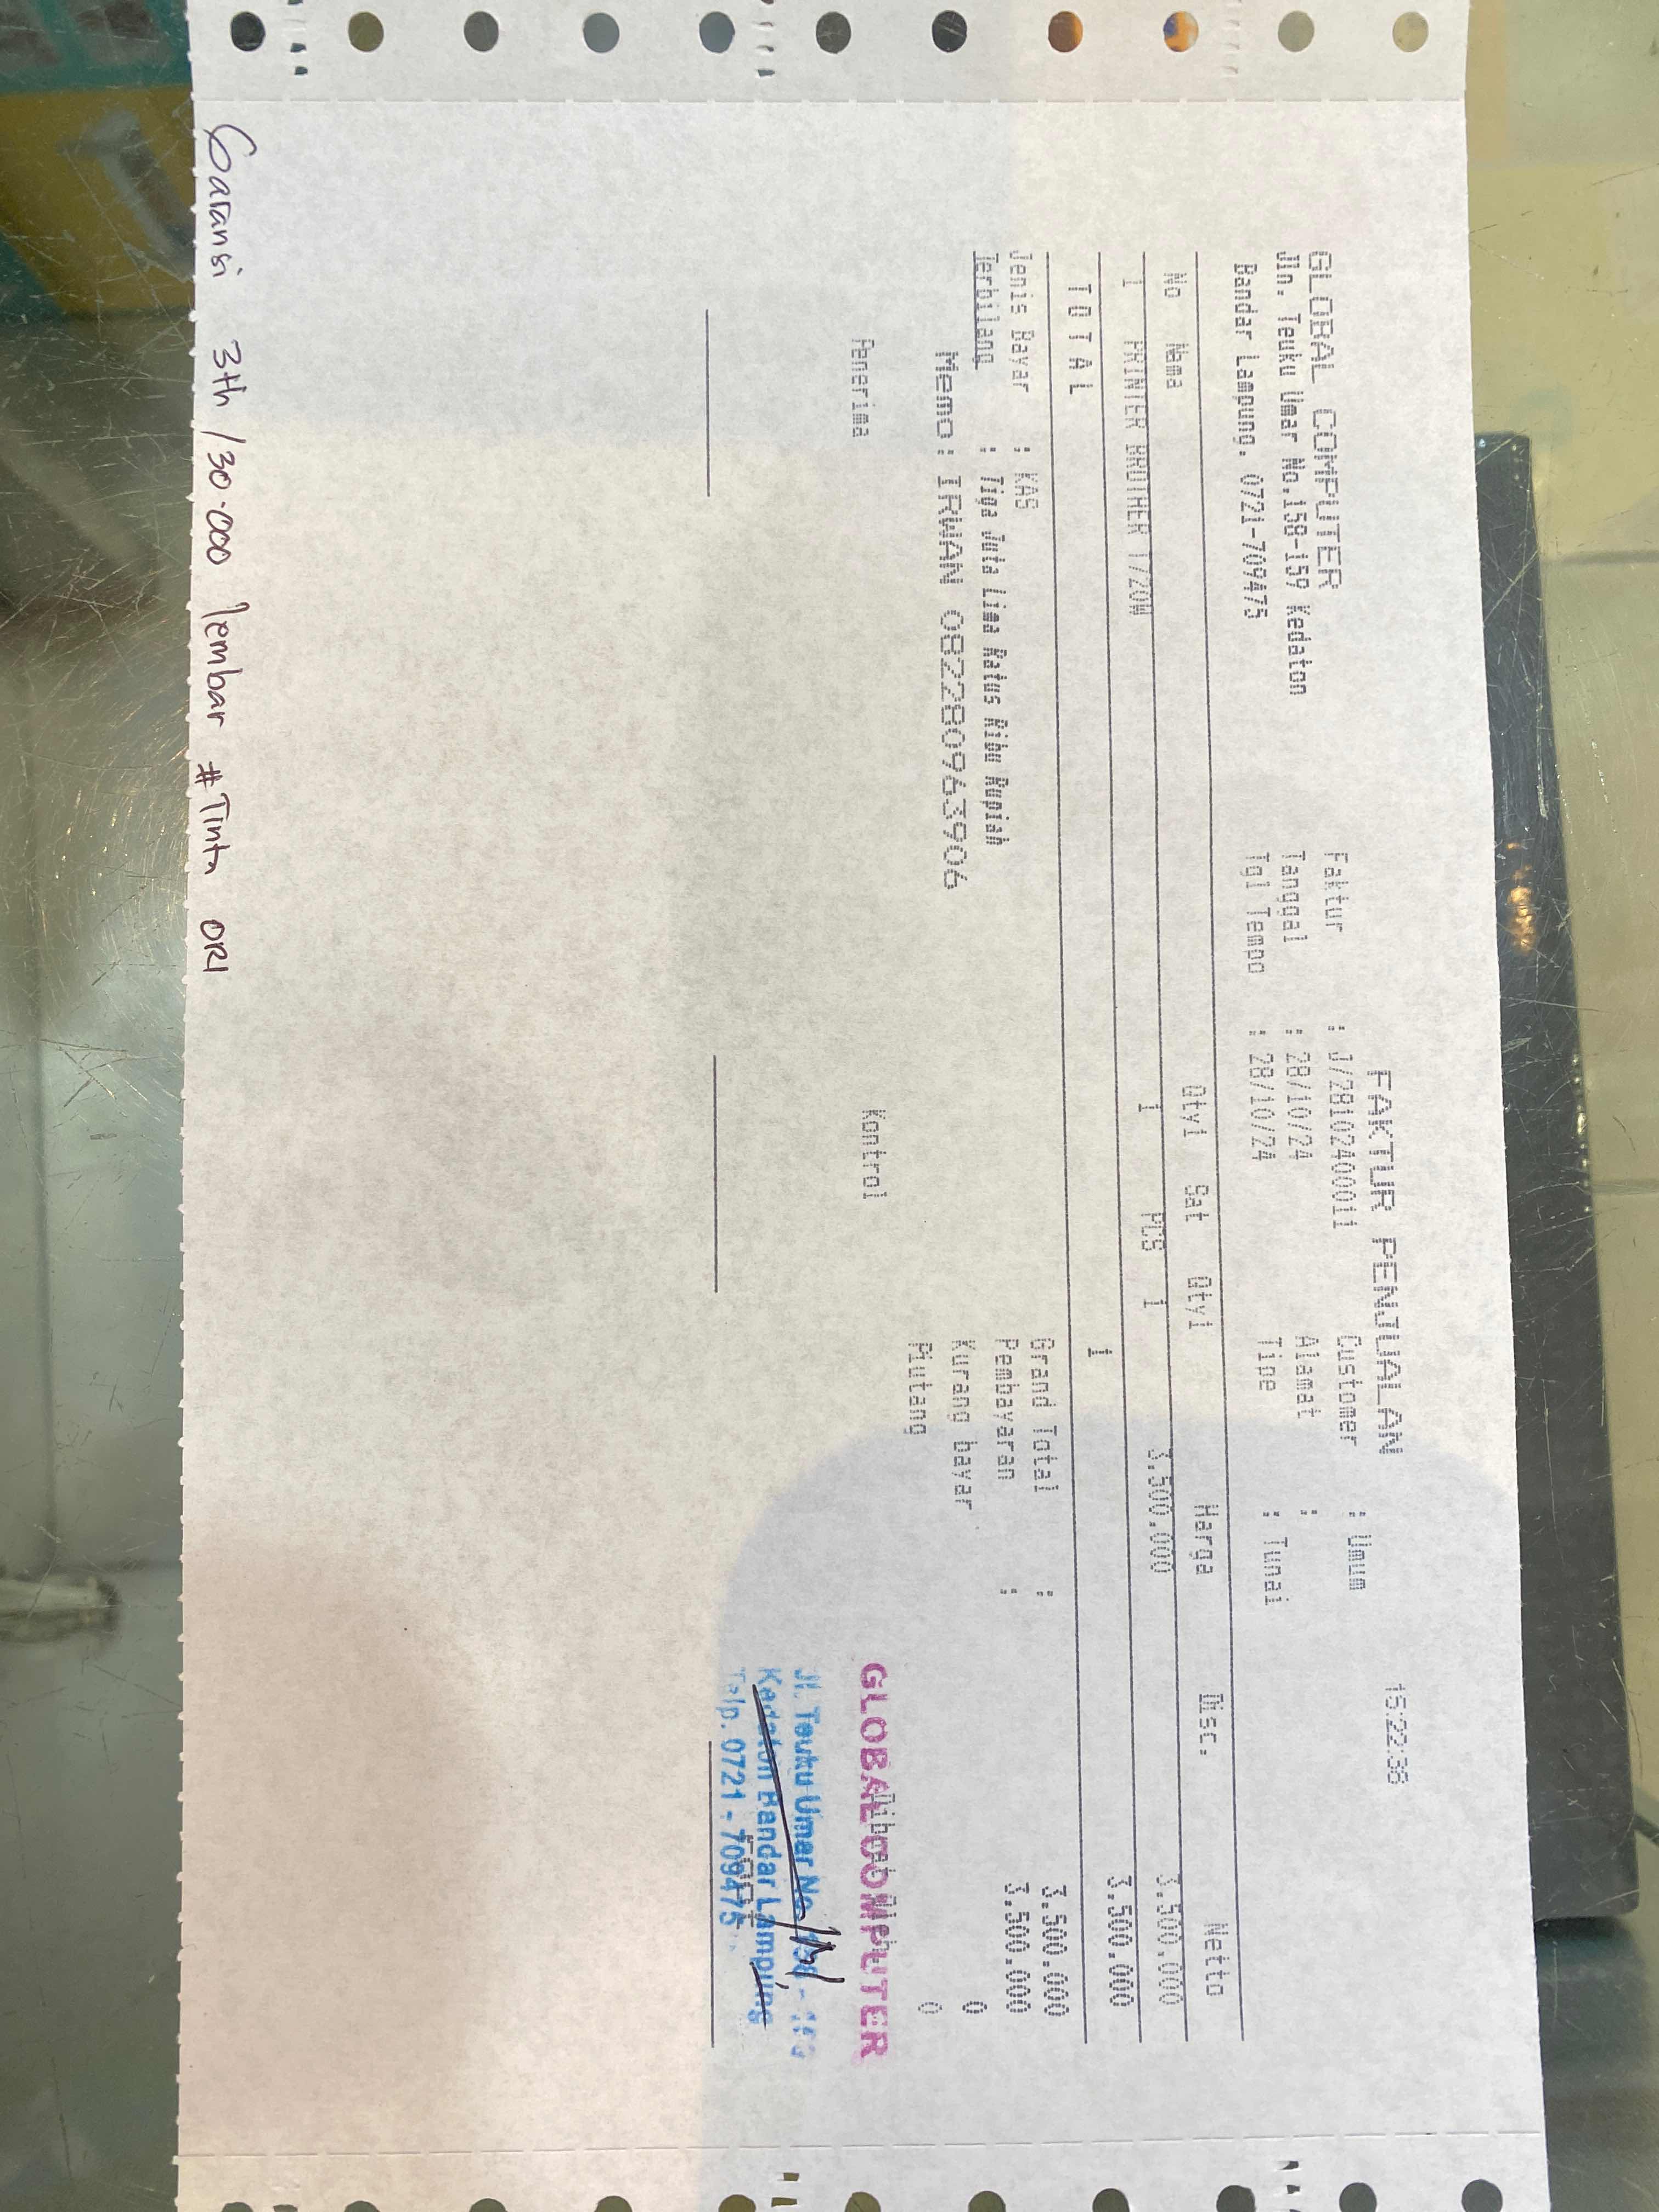 FAKTUR PENJUALAN 15:22:38
GLOBAL COMPUTER Faktur : J/2810240011 Customer : Umum
Jln. Teuku Umar No.158-159 Kedaton Tanggal : 28/10/24 Alamat :
Bandar Lampung. 0721-709475 Tgl Tempo : 28/10/24 Tipe : Tunai
No Nama Qty1 Sat Qty1 Harga Disc. Netto
1 PRINTER BROTHER T720W 1 PCS 1 3.500.000 3.500.000
T O T A L 1 3.500.000
Jenis Bayar : KAS Grand Total : 3.500.000
Terbilang : Tiga Juta Lima Ratus Ribu Rupiah Pembayaran : 3.500.000
Memo : IRWAN 082280963906 Kurang bayar 0
Piutang 0
Penerima Kontrol
GLOBAL COMPUTER
Jl. Teuku Umar No.
Kedaton Bandar Lampung
Telp. 0721 - 709475
Garansi 3th / 30.000 lembar #Tinta ORI